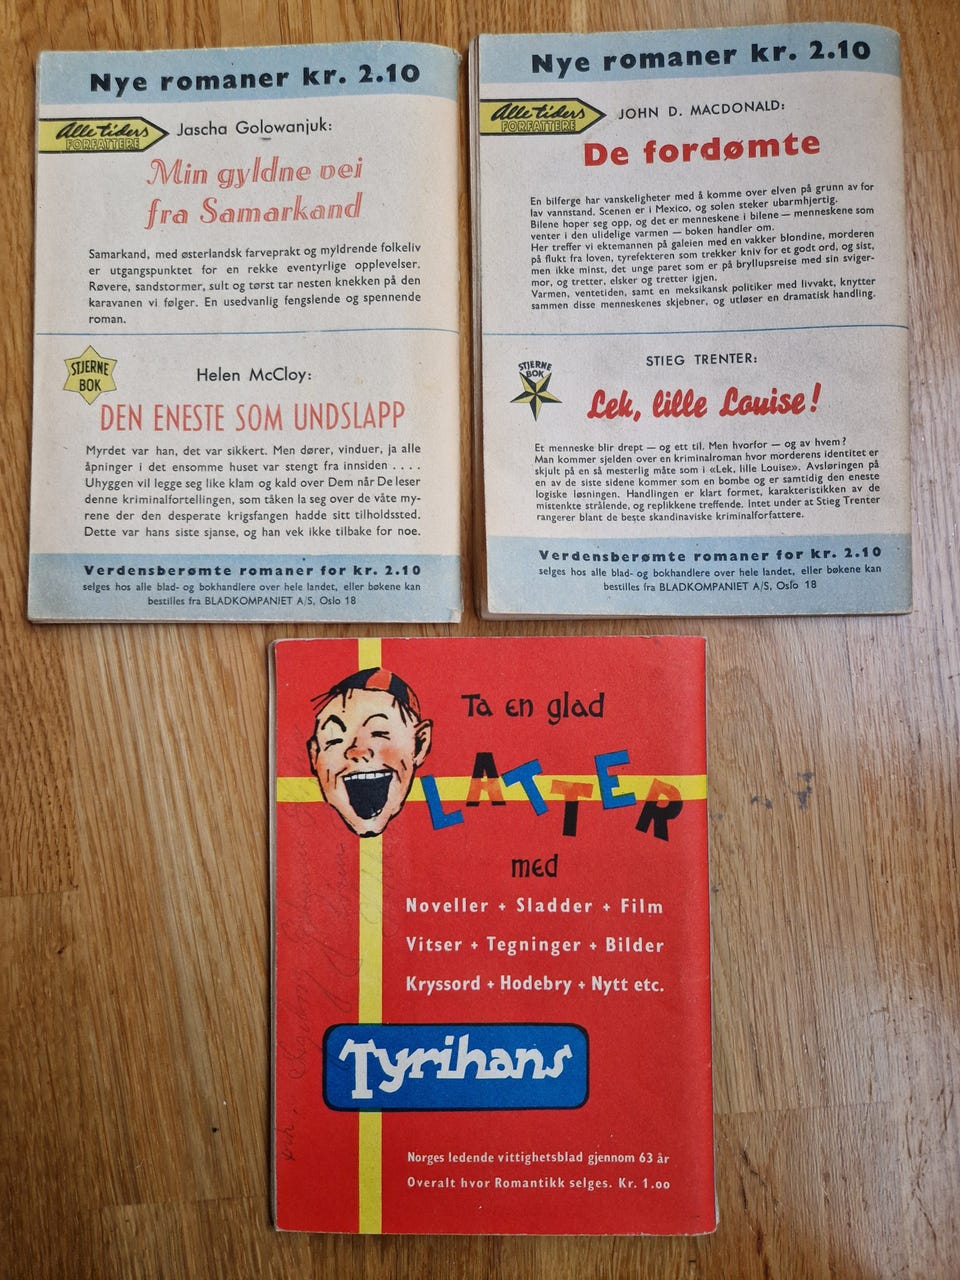 Nye romaner kr. 2.10
Alle tiders
FORFATTERE
Jascha Golowanjuk:
Min gyldne vei
fra Samarkand
Samarkand, med østerlandsk farveprakt og myldrende folkeliv
er utgangspunktet for en rekke eventyrlige opplevelser.
Røvere, sandstormer, sult og tørst tar nesten knekken på den
karavanen vi følger. En usedvanlig fengslende og spennende
roman.
STJERNE
BOK
Helen McCloy:
DEN ENESTE SOM UNDSLAPP
Myrdet var han, det var sikkert. Men dører, vinduer, ja alle
åpninger i det ensomme huset var stengt fra innsiden . . . .
Uhyggen vil legge seg like klam og kald over Dem når De leser
denne kriminalfortellingen, som tåken la seg over de våte my-
rene der den desperate krigsfangen hadde sitt tilholdssted.
Dette var hans siste sjanse, og han vek ikke tilbake for noe.
Verdensberømte romaner for kr. 2.10
selges hos alle blad- og bokhandlere over hele landet, eller bøkene kan
bestilles fra BLADKOMPANIET A/S, Oslo 18
Nye romaner kr. 2.10
Alle tiders
FORFATTERE
JOHN D. MACDONALD:
De fordømte
En bilferge har vanskeligheter med å komme over elven på grunn av for
lav vannstand. Scenen er i Mexico, og solen steker ubarmhjertig.
Bilene hoper seg opp, og det er menneskene i bilene — menneskene som
venter i den ulidelige varmen — boken handler om.
Her treffer vi ektemannen på galeien med en vakker blondine, morderen
på flukt fra loven, tyrefekteren som trekker kniv for et godt ord, og sist,
men ikke minst, det unge paret som er på bryllupsreise med sin sviger-
mor, og tretter, elsker og tretter igjen.
Varmen, ventetiden, samt en meksikansk politiker med livvakt, knytter
sammen disse menneskenes skjebner, og utløser en dramatisk handling.
STJERNE
BOK
STIEG TRENTER:
Lek, lille Louise!
Et menneske blir drept — og ett til. Men hvorfor — og av hvem?
Man kommer sjelden over en kriminalroman hvor morderens identitet er
skjult på en så mesterlig måte som i «Lek, lille Louise». Avsløringen på
en av de siste sidene kommer som en bombe og er samtidig den eneste
logiske løsningen. Handlingen er klart formet, karakteristikken av de
mistenkte strålende, og replikkene treffende. Intet under at Stieg Trenter
rangerer blant de beste skandinaviske kriminalforfattere.
Verdensberømte romaner for kr. 2.10
selges hos alle blad- og bokhandlere over hele landet, eller bøkene kan
bestilles fra BLADKOMPANIET A/S, Oslo 18
Ta en glad
LATTER
med
Noveller + Sladder + Film
Vitser + Tegninger + Bilder
Kryssord + Hodebry + Nytt etc.
Tyrihans
Norges ledende vittighetsblad gjennom 63 år
Overalt hvor Romantikk selges. Kr. 1.00